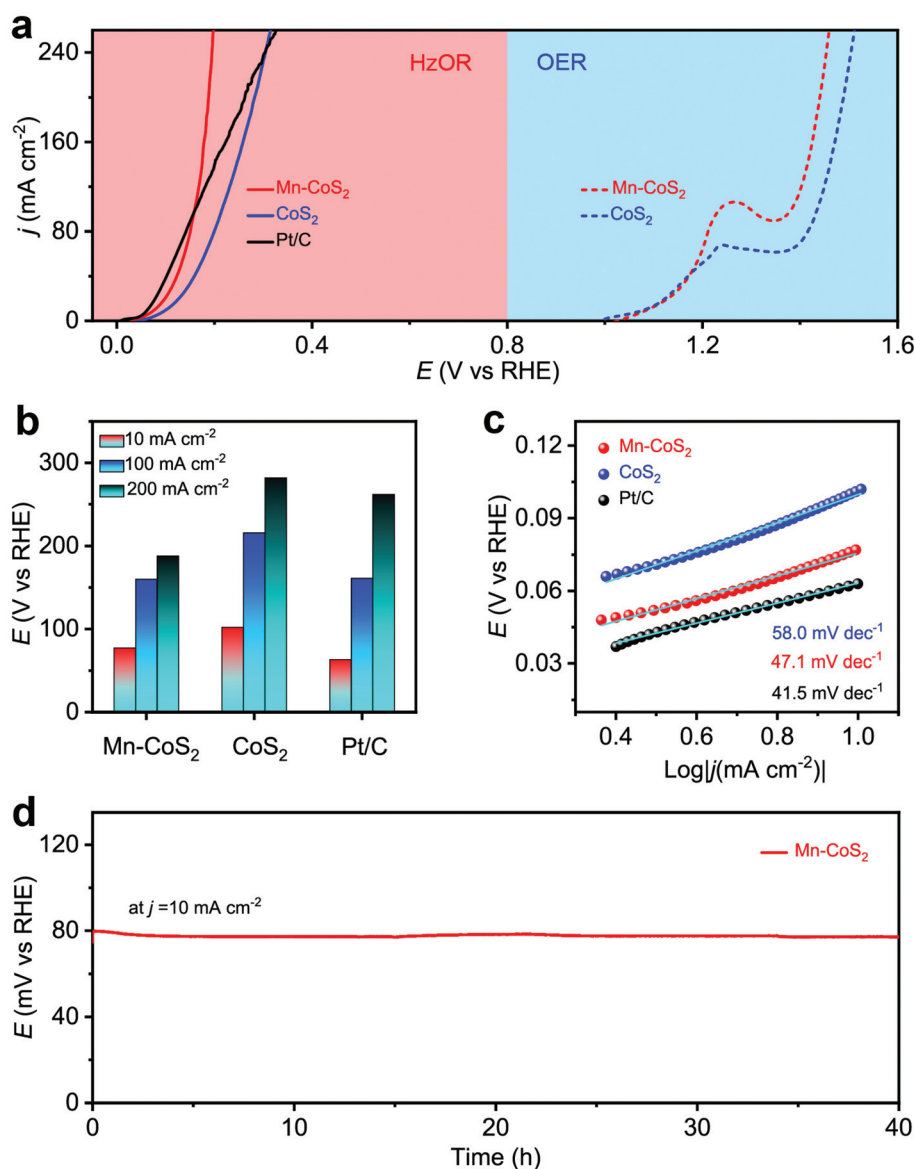 a
HzOR OER
Mn-CoS₂
CoS₂
Pt/C
Mn-CoS₂
CoS₂
j (mA cm⁻²)
240
160
80
0
0.0 0.4 0.8 1.2 1.6
E (V vs RHE)
b
10 mA cm⁻²
100 mA cm⁻²
200 mA cm⁻²
E (V vs RHE)
300
200
100
0
Mn-CoS₂ CoS₂ Pt/C
c
Mn-CoS₂
CoS₂
Pt/C
E (V vs RHE)
0.12
0.09
0.06
0.03
58.0 mV dec⁻¹
47.1 mV dec⁻¹
41.5 mV dec⁻¹
0.4 0.6 0.8 1.0
Log|j(mA cm⁻²)|
d
Mn-CoS₂
at j =10 mA cm⁻²
E (mV vs RHE)
120
80
40
0
0 10 20 30 40
Time (h)